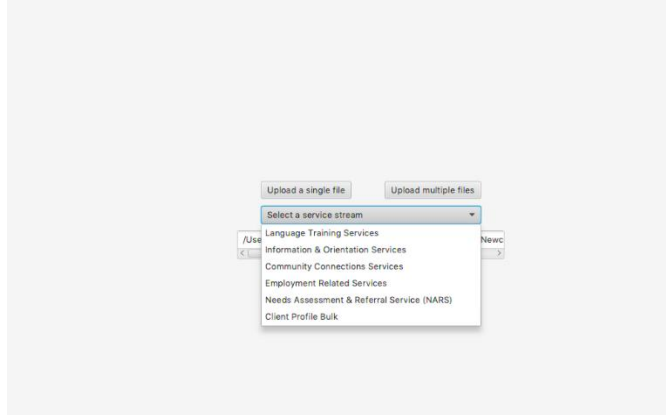 Upload a single file
Upload multiple files
Select a service stream
Language Training Services
/Use
Newc
Information & Orientation Services
Community Connections Services
Employment Related Services
Needs Assessment & Referral Service (NARS)
Client Profile Bulk